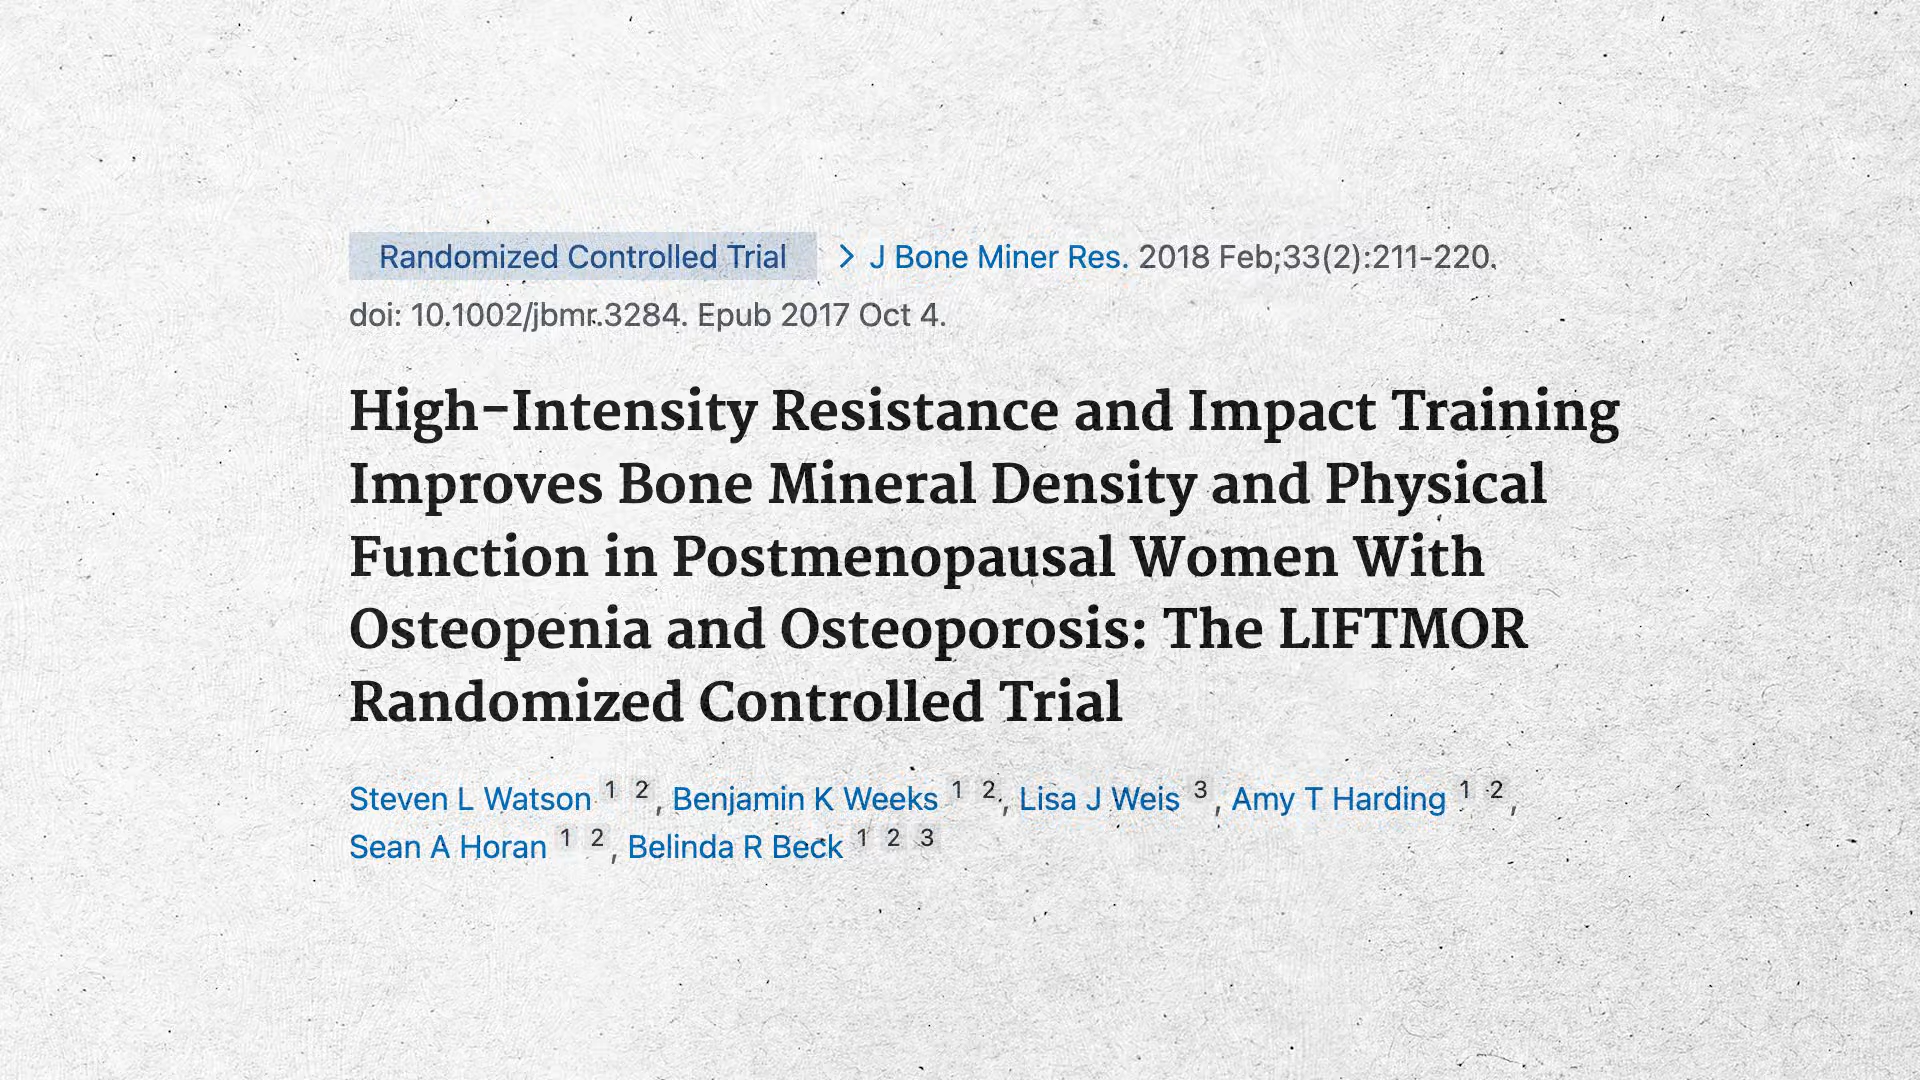 Randomized Controlled Trial > J Bone Miner Res. 2018 Feb;33(2):211-220.
doi: 10.1002/jbmr.3284. Epub 2017 Oct 4.
High-Intensity Resistance and Impact Training
Improves Bone Mineral Density and Physical
Function in Postmenopausal Women With
Osteopenia and Osteoporosis: The LIFTMOR
Randomized Controlled Trial
Steven L Watson 1 2, Benjamin K Weeks 1 2, Lisa J Weis 3, Amy T Harding 1 2,
Sean A Horan 1 2, Belinda R Beck 1 2 3